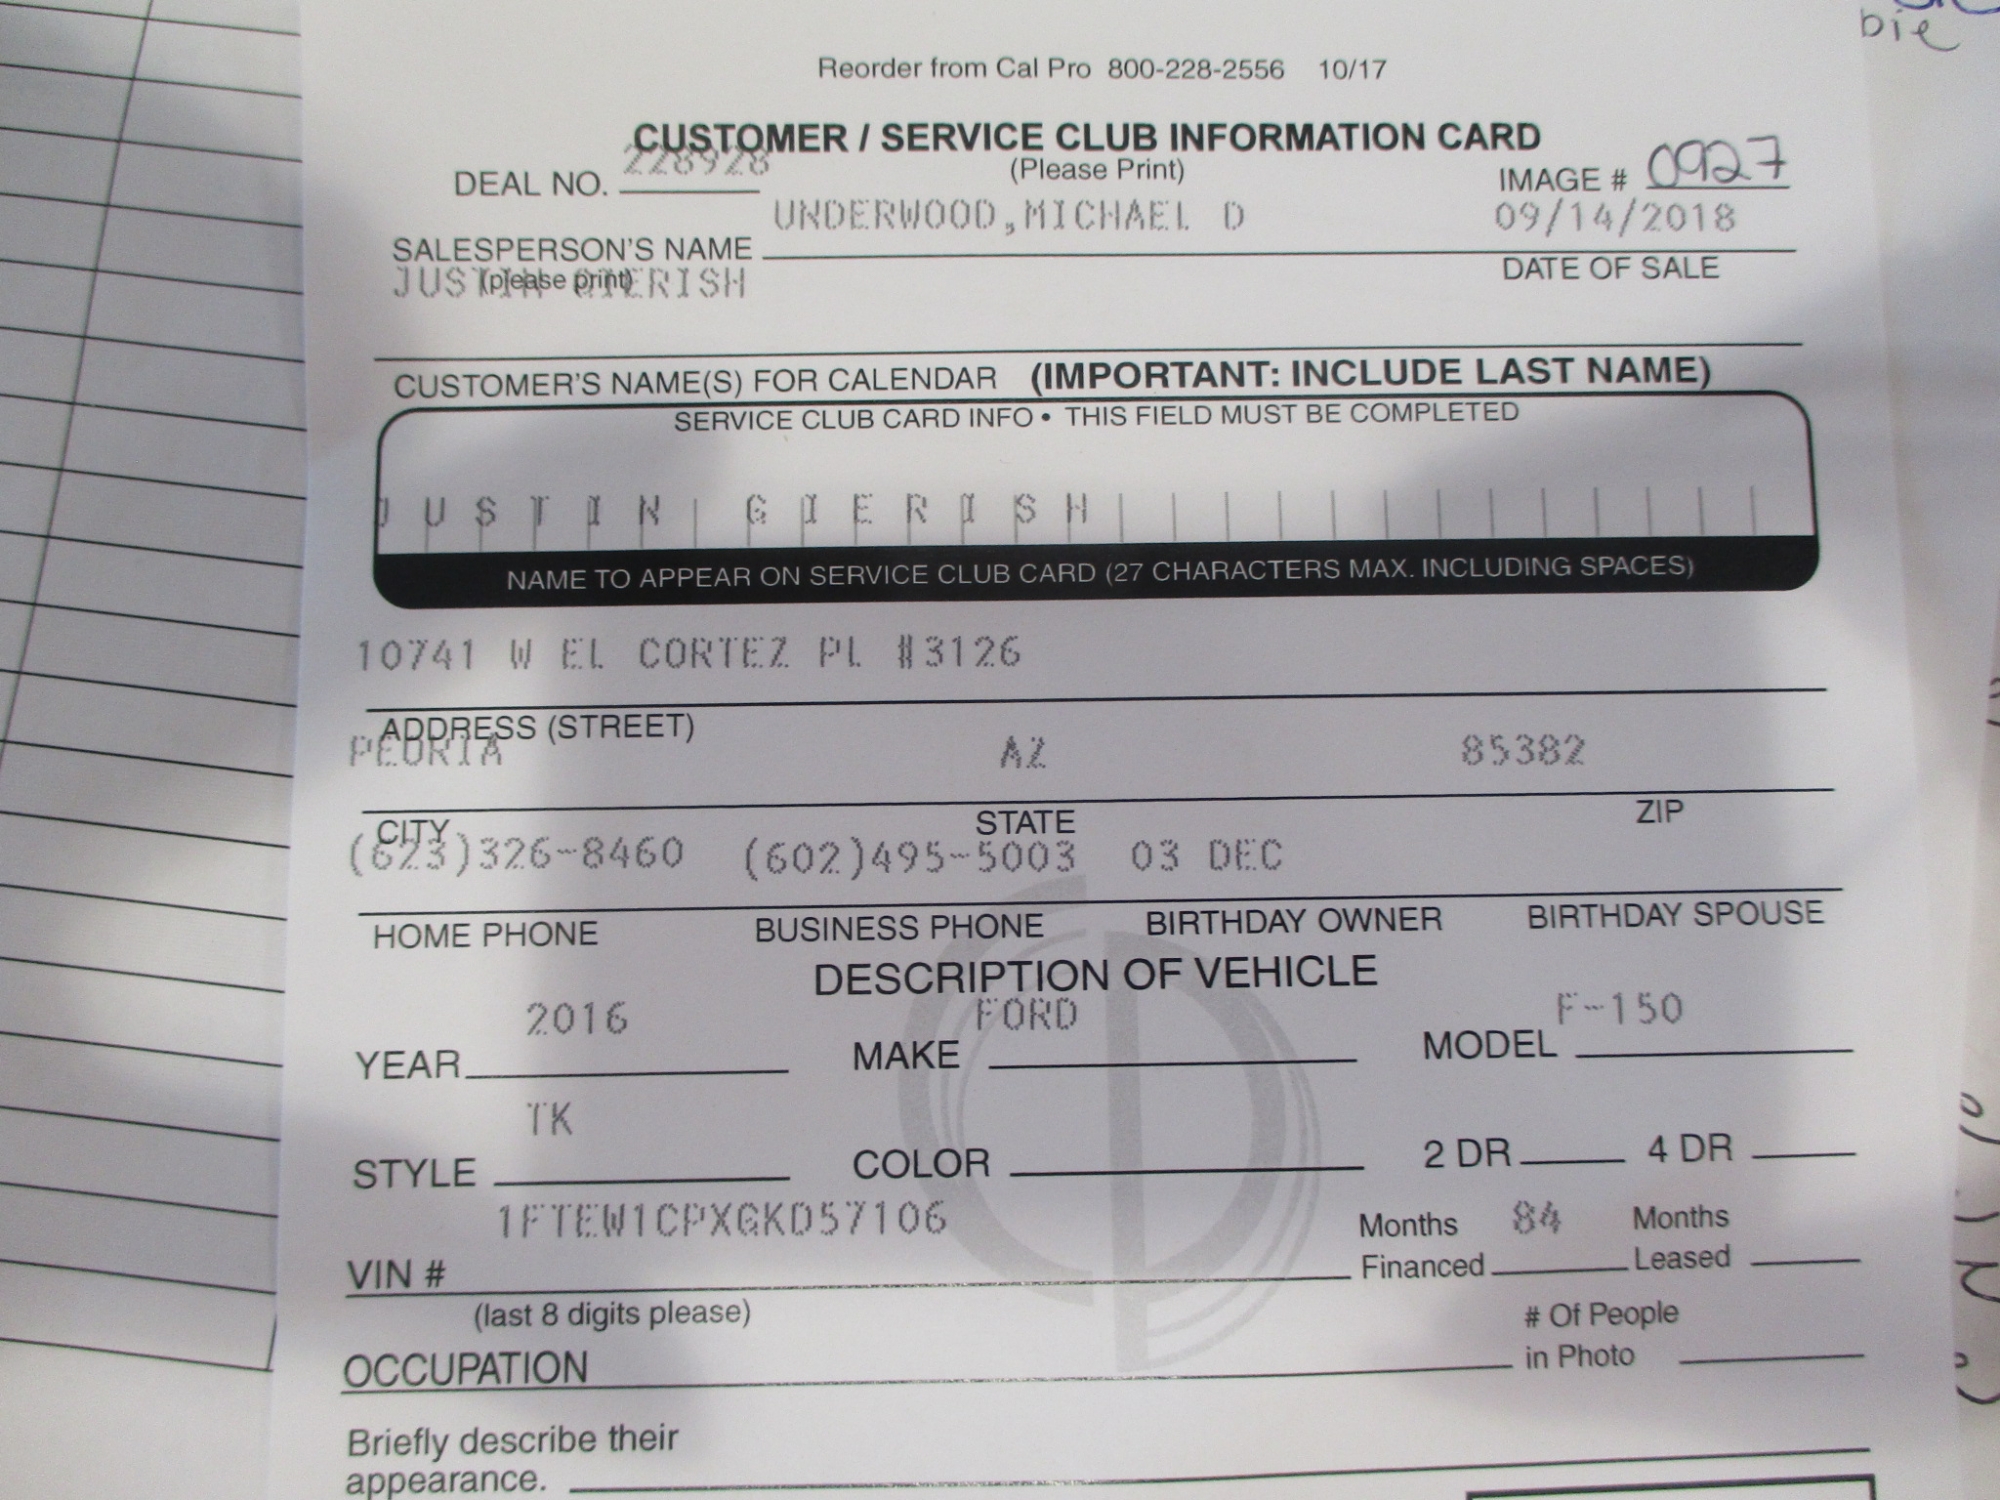 bie
Reorder from Cal Pro 800-228-2556 10/17
CUSTOMER / SERVICE CLUB INFORMATION CARD
(Please Print)
DEAL NO. 228928
IMAGE # 0927
UNDERWOOD,MICHAEL D
09/14/2018
SALESPERSON'S NAME
DATE OF SALE
(please print)
JUSTIN GIERISH
CUSTOMER'S NAME(S) FOR CALENDAR (IMPORTANT: INCLUDE LAST NAME)
SERVICE CLUB CARD INFO • THIS FIELD MUST BE COMPLETED
JUSTIN GIERISH
NAME TO APPEAR ON SERVICE CLUB CARD (27 CHARACTERS MAX. INCLUDING SPACES)
10741 W EL CORTEZ PL #3126
ADDRESS (STREET)
PEORIA AZ 85382
CITY STATE ZIP
(623)326-8460 (602)495-5003 03 DEC
HOME PHONE BUSINESS PHONE BIRTHDAY OWNER BIRTHDAY SPOUSE
DESCRIPTION OF VEHICLE
2016 FORD F-150
YEAR MAKE MODEL
TK
STYLE COLOR 2 DR 4 DR
1FTEW1CPXGKD57106
Months Financed 84 Months Leased
VIN #
(last 8 digits please)
# Of People
in Photo
OCCUPATION
Briefly describe their
appearance.